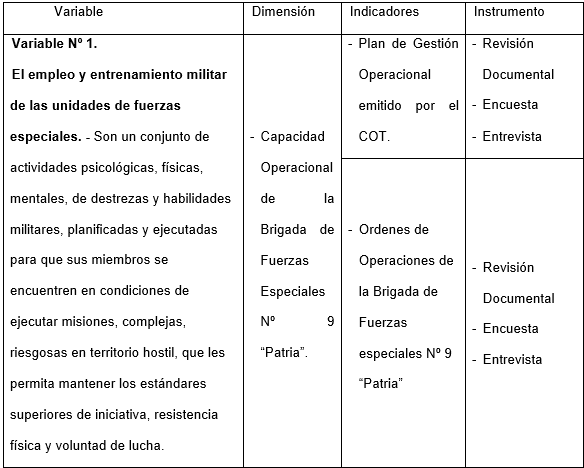 Variable
Dimensión
Indicadores
Instrumento
Variable Nº 1.
El empleo y entrenamiento militar
de las unidades de fuerzas
especiales. - Son un conjunto de
actividades psicológicas, físicas,
mentales, de destrezas y habilidades
militares, planificadas y ejecutadas
para que sus miembros se
encuentren en condiciones de
ejecutar misiones, complejas,
riesgosas en territorio hostil, que les
permita mantener los estándares
superiores de iniciativa, resistencia
física y voluntad de lucha.
- Capacidad
Operacional
de la
Brigada de
Fuerzas
Especiales
Nº 9
“Patria”.
- Plan de Gestión
Operacional
emitido por el
COT.
- Revisión
Documental
- Encuesta
- Entrevista
- Ordenes de
Operaciones de
la Brigada de
Fuerzas
especiales Nº 9
“Patria”
- Revisión
Documental
- Encuesta
- Entrevista